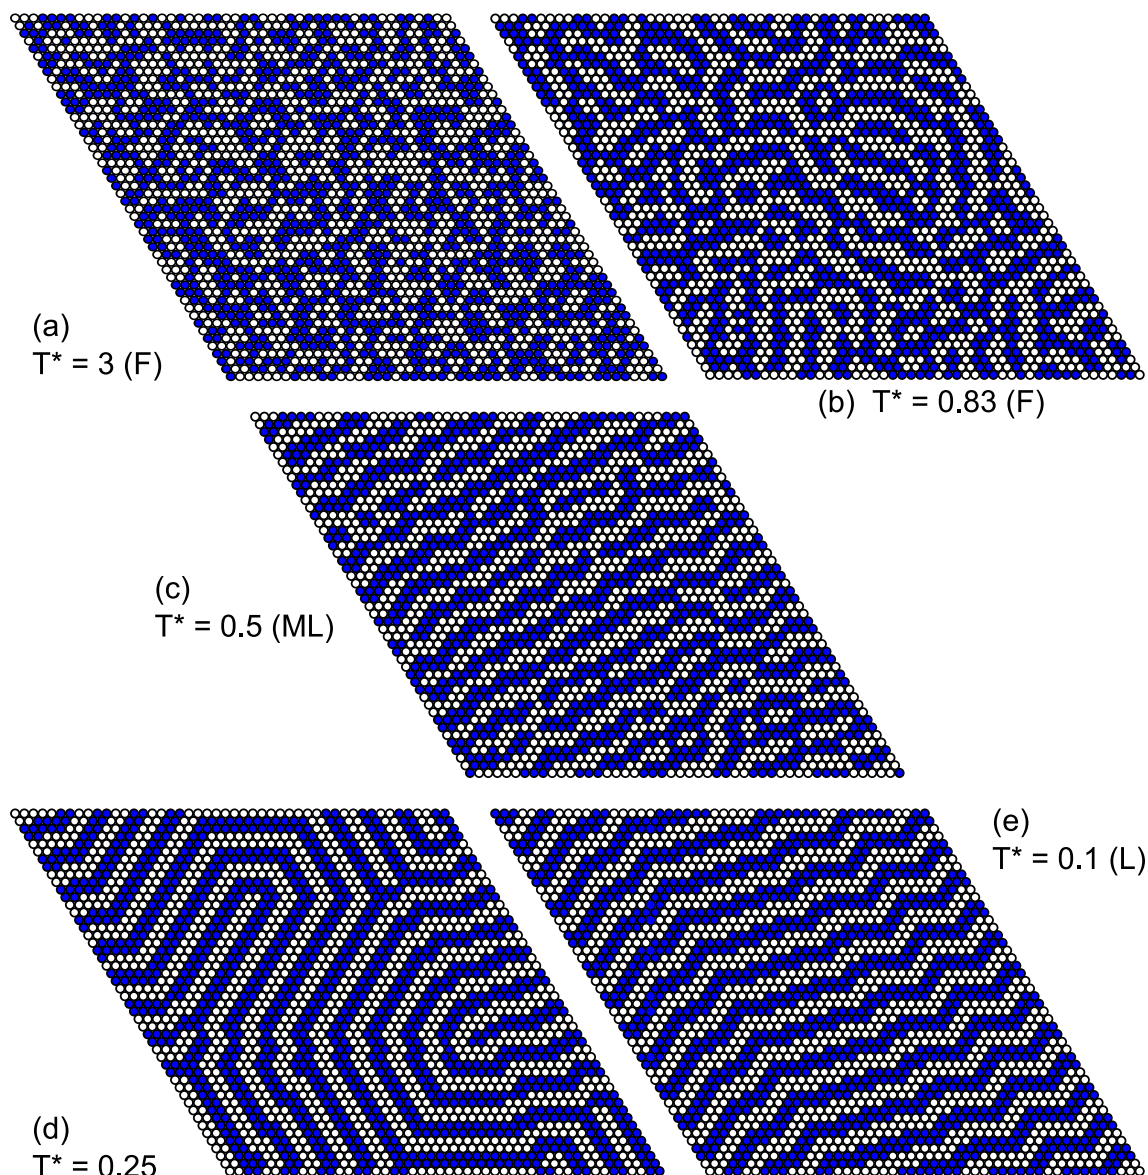 (a)
T* = 3 (F)
(b) T* = 0.83 (F)
(c)
T* = 0.5 (ML)
(e)
T* = 0.1 (L)
(d)
T* = 0.25